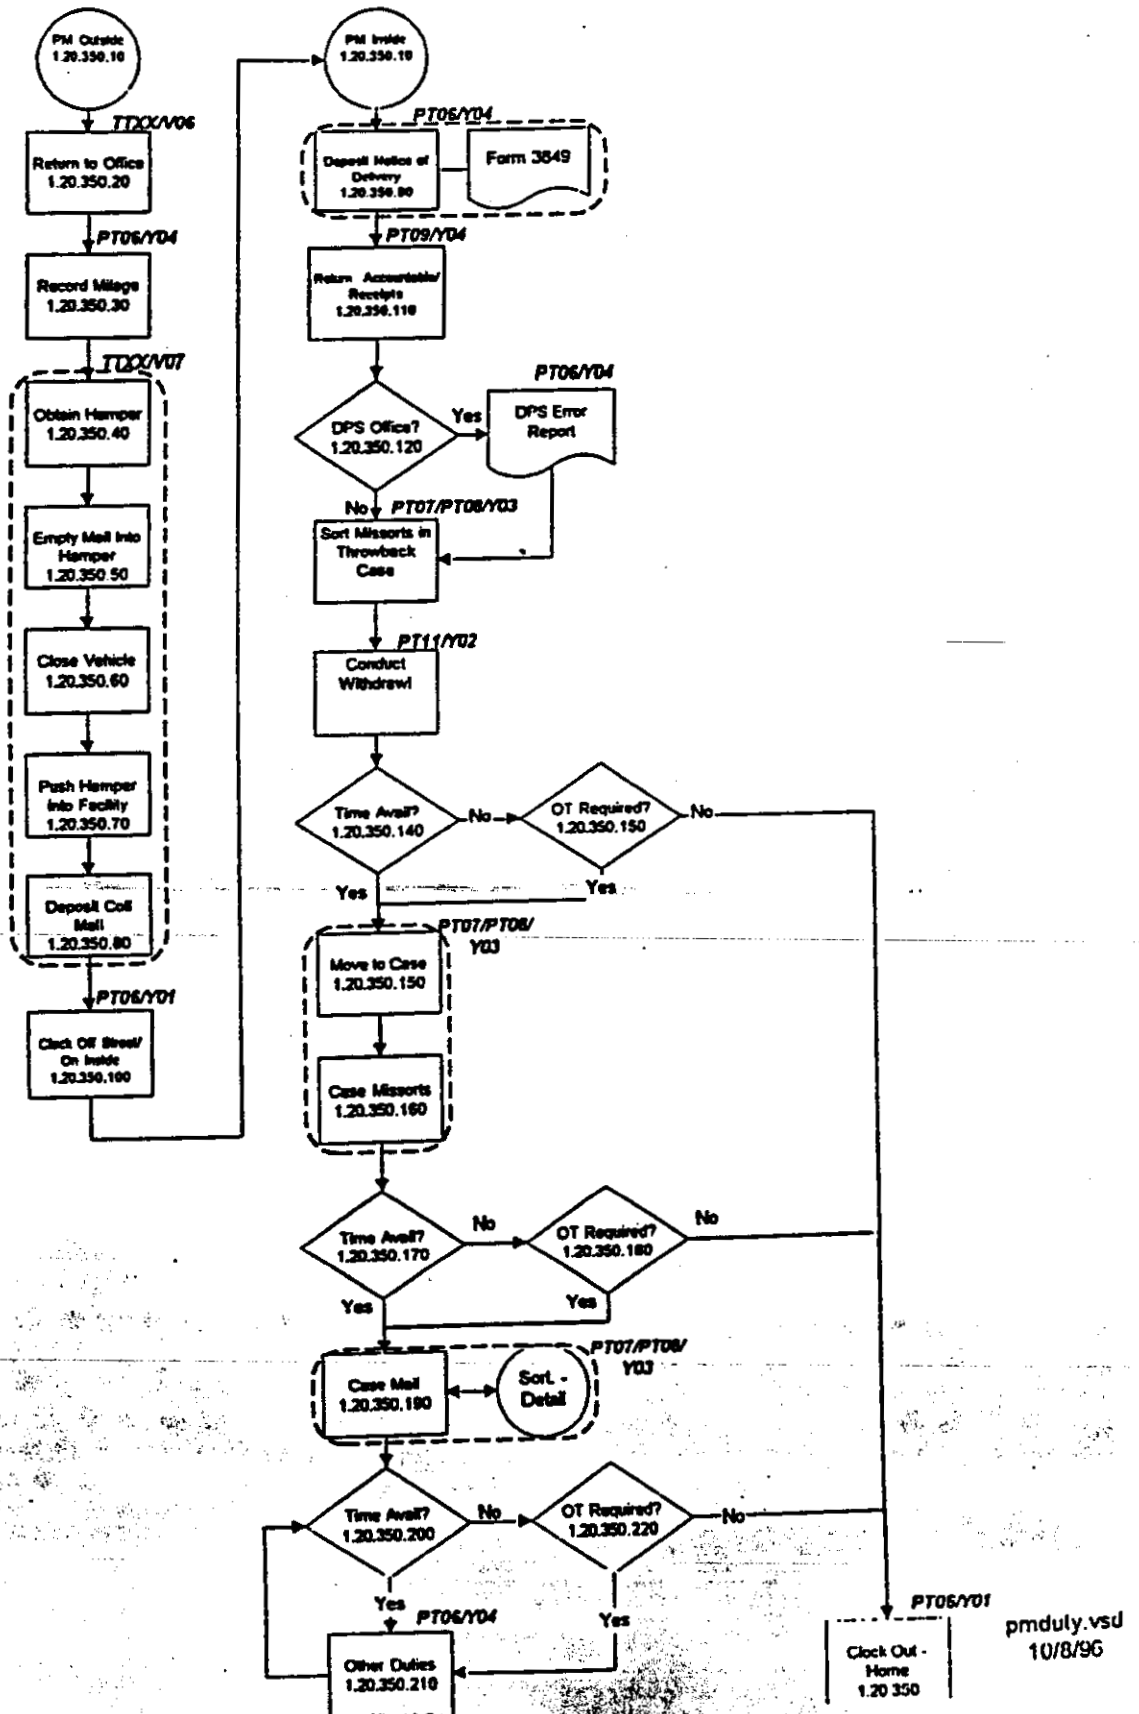 PM Outside
1.20.350.10
TTXX/V06
Return to Office
1.20.350.20
PT06/Y04
Record Milage
1.20.350.30
TTXX/V07
Obtain Hamper
1.20.350.40
Empty Mail Into
Hamper
1.20.350.50
Close Vehicle
1.20.350.60
Push Hamper
Into Facility
1.20.350.70
Deposit Coll
Mail
1.20.350.80
PT06/Y01
Clock Off Street/
On Inside
1.20.350.100
PM Inside
1.20.350.10
PT06/Y04
Deposit Notice of
Delivery
1.20.350.90
Form 3849
PT09/Y04
Return Accountable/
Receipts
1.20.350.110
DPS Office?
1.20.350.120
Yes
PT06/Y04
DPS Error
Report
No
PT07/PT08/Y03
Sort Missorts in
Throwback
Case
PT11/Y02
Conduct
Withdrawl
Time Avail?
1.20.350.140
No
OT Required?
1.20.350.150
No
Yes
Yes
PT07/PT08/
Y03
Move to Case
1.20.350.150
Case Missorts
1.20.350.160
Time Avail?
1.20.350.170
No
OT Required?
1.20.350.180
No
Yes
Yes
PT07/PT08/
Y03
Case Mail
1.20.350.190
Sort. -
Detail
Time Avail?
1.20.350.200
No
OT Required?
1.20.350.220
No
Yes
Yes
PT06/Y04
Other Duties
1.20.350.210
PT06/Y01
Clock Out -
Home
1.20 350
pmduly.vsd
10/8/96